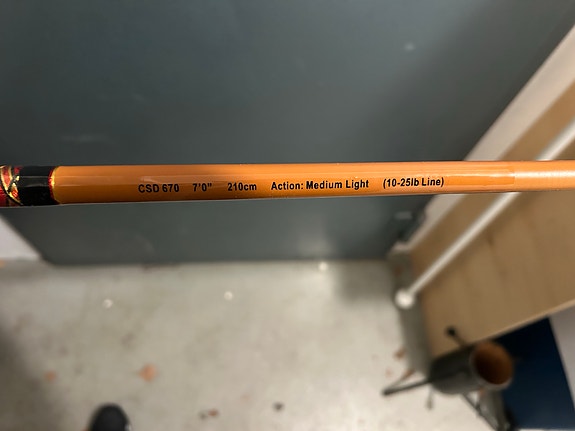 CSD 670 7'0" 210cm Action: Medium Light (10-25lb Line)